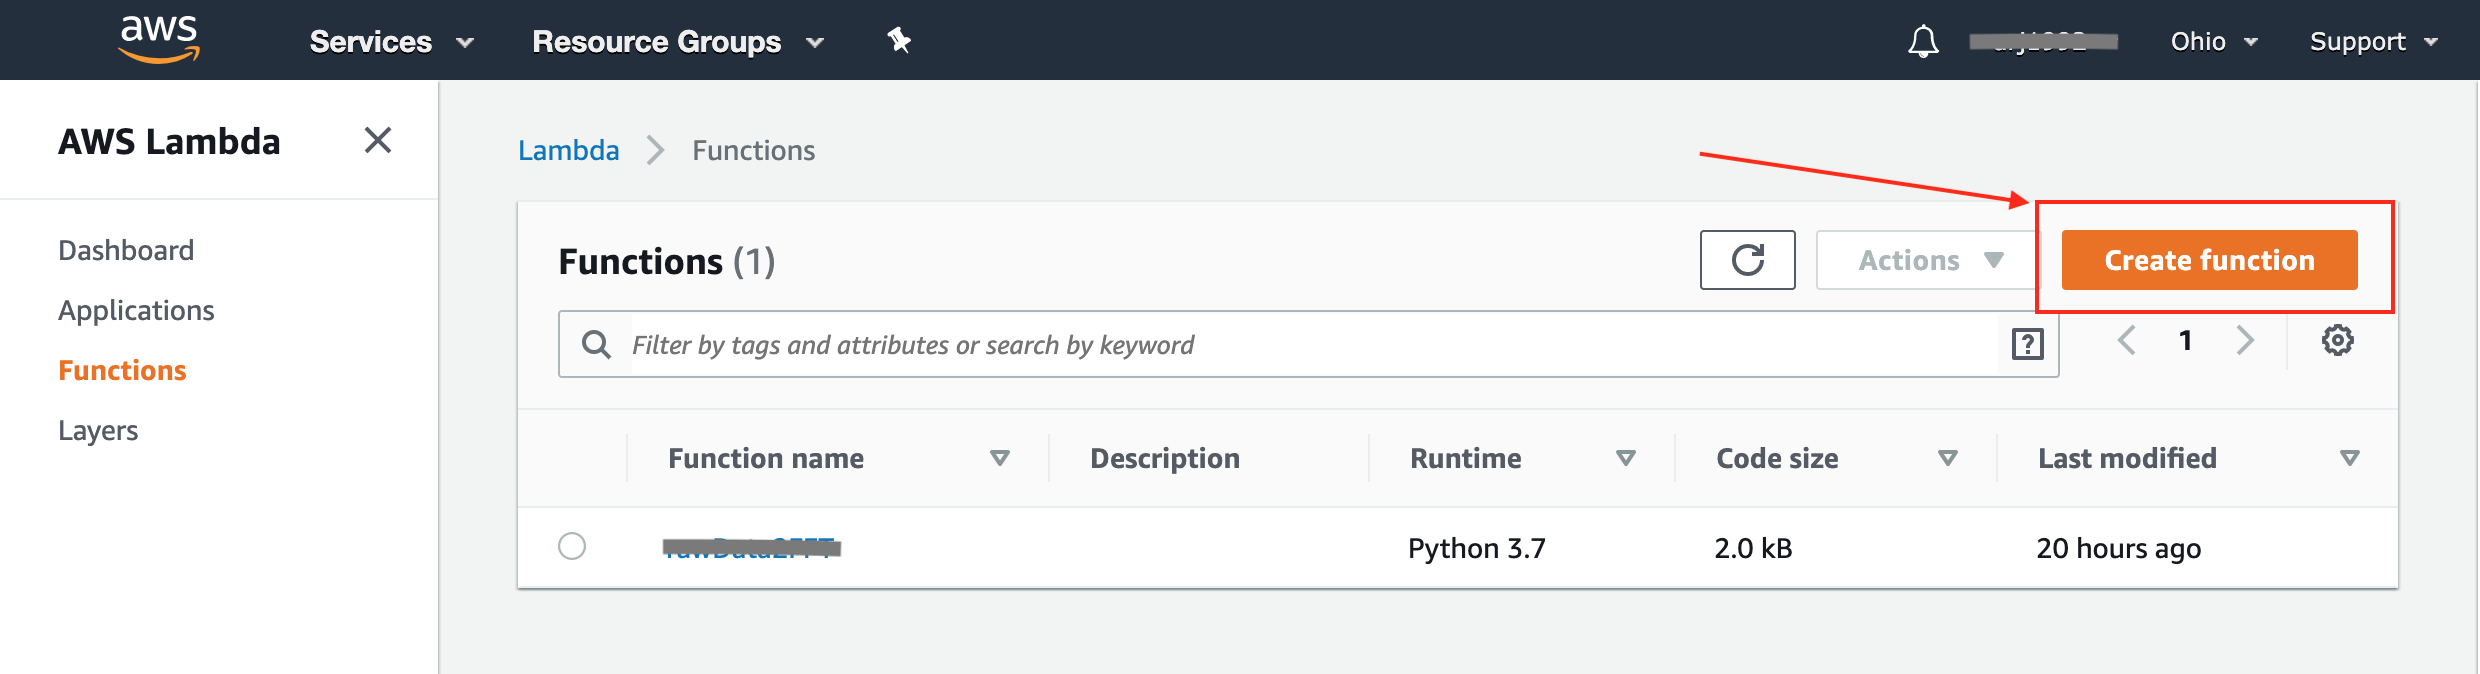 aws Services Resource Groups Ohio Support
AWS Lambda
Dashboard
Applications
Functions
Layers
Lambda > Functions
Functions (1)
Actions
Create function
Filter by tags and attributes or search by keyword
?
1
Function name Description Runtime Code size Last modified
Python 3.7 2.0 kB 20 hours ago